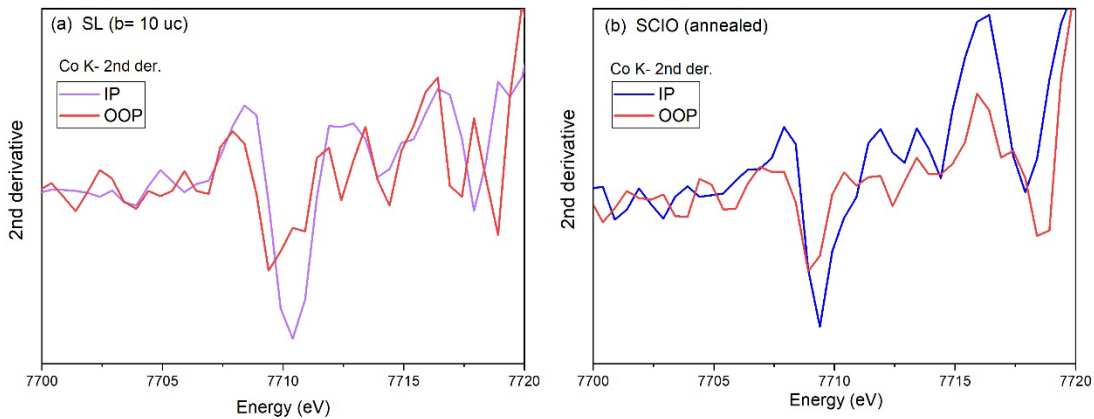 (a) SL (b= 10 uc)
Co K- 2nd der.
IP
OOP
2nd derivative
7700 7705 7710 7715 7720
Energy (eV)
(b) SCIO (annealed)
Co K- 2nd der.
IP
OOP
2nd derivative
7700 7705 7710 7715 7720
Energy (eV)